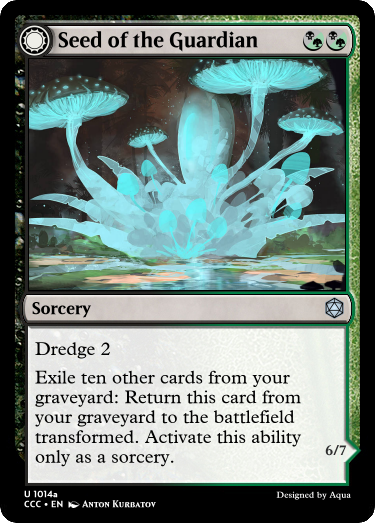 Seed of the Guardian
Sorcery
Dredge 2
Exile ten other cards from your
graveyard: Return this card from
your graveyard to the battlefield
transformed. Activate this ability
only as a sorcery.
6/7
U 1014a
CCC • EN Anton Kurbatov
Designed by Aqua